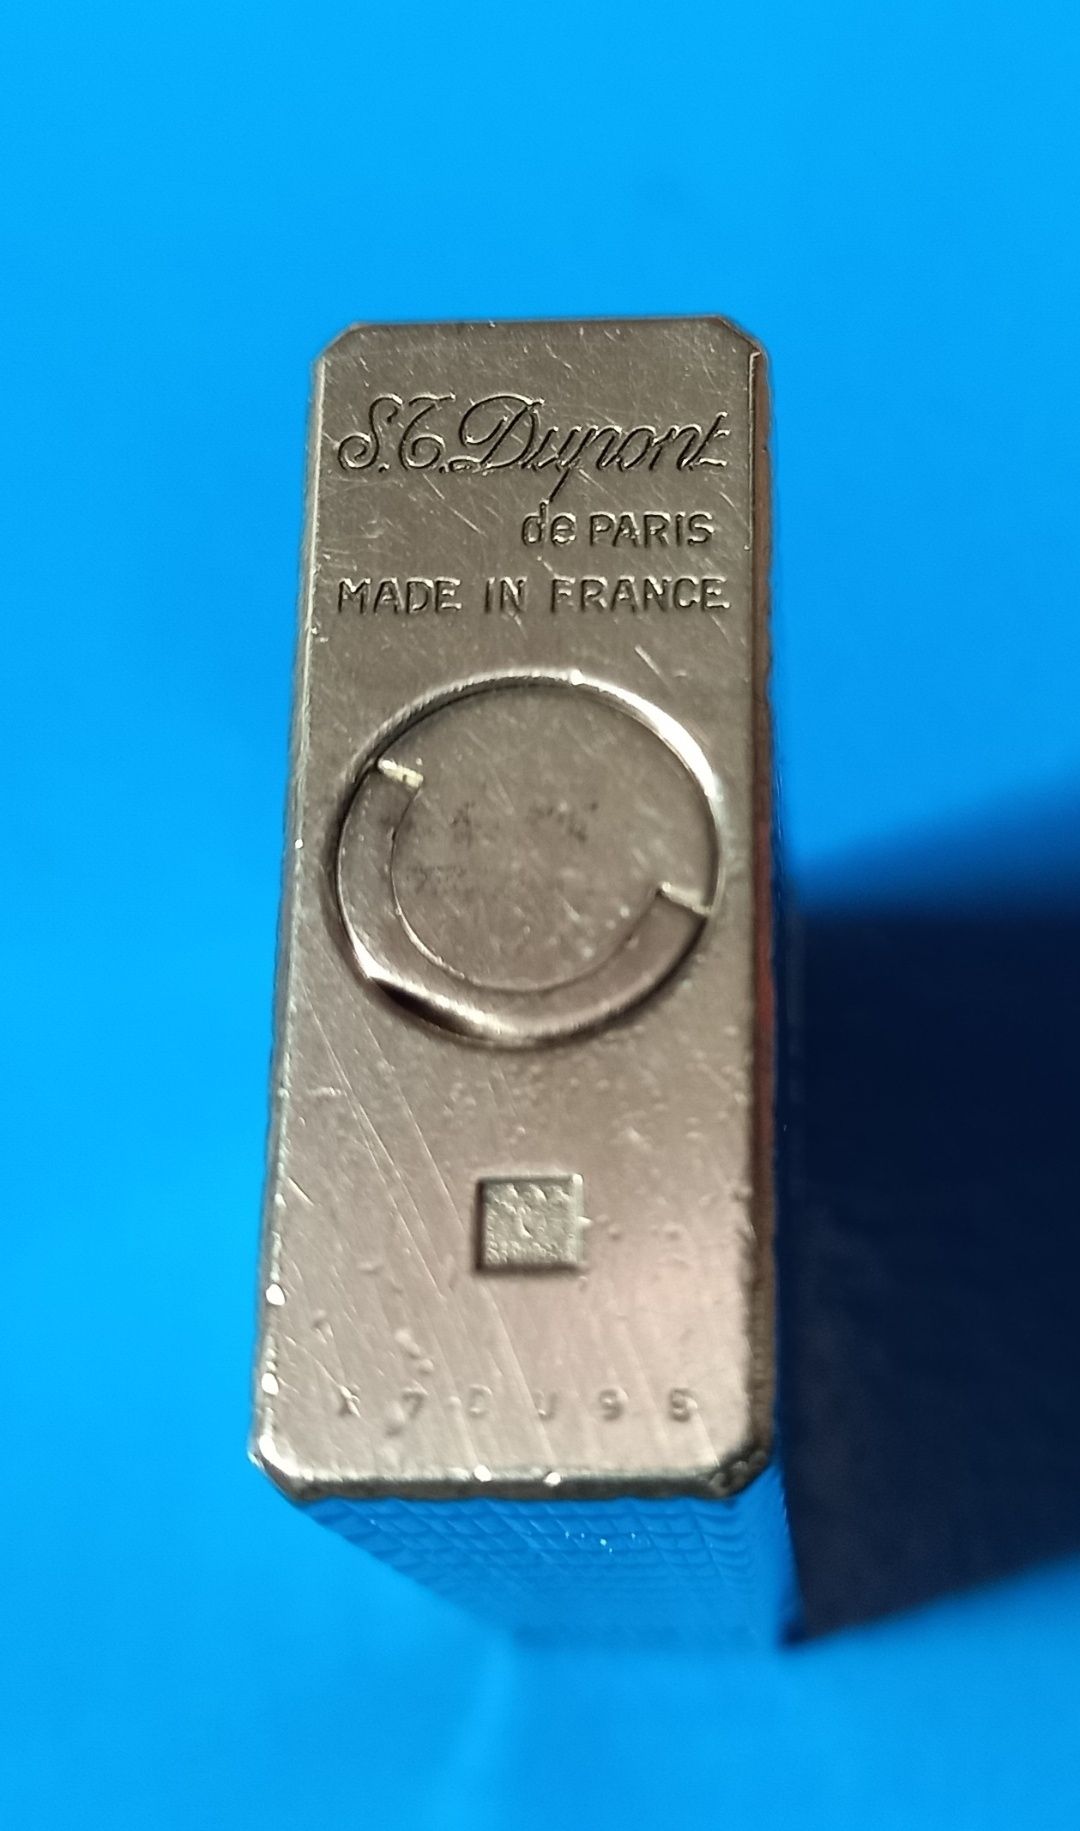 S.T. Dupont
de PARIS
MADE IN FRANCE